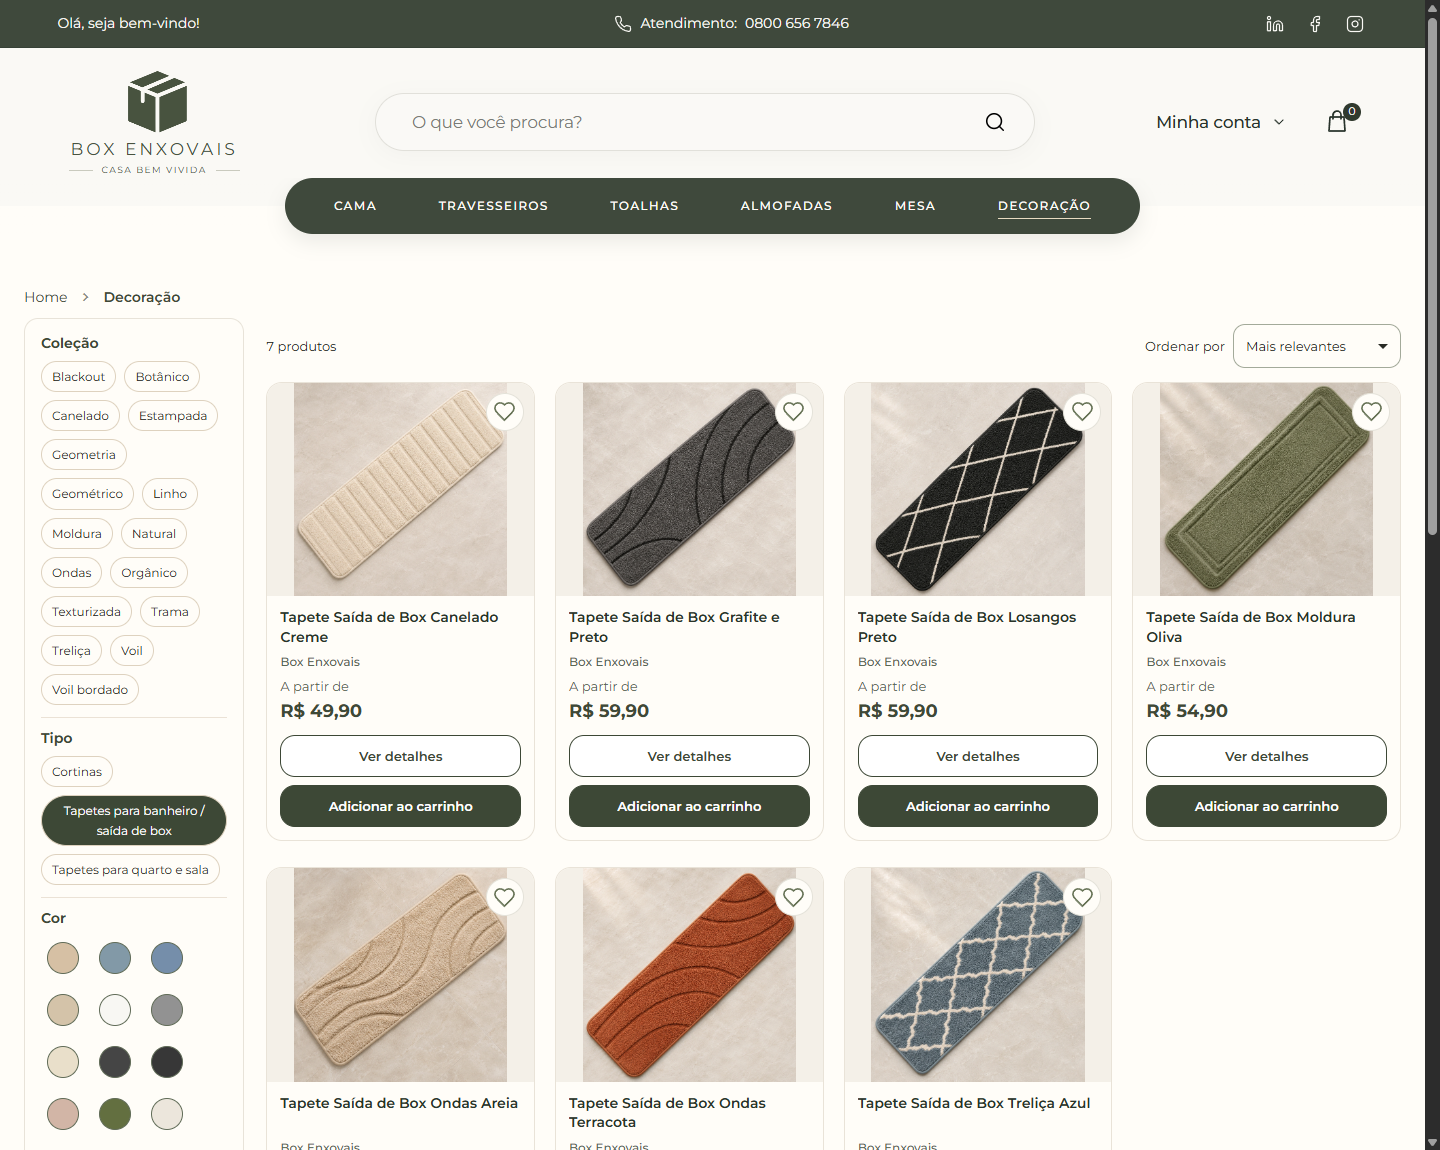 Olá, seja bem-vindo!
Atendimento: 0800 656 7846
BOX ENXOVAIS
CASA BEM VIVIDA
O que você procura?
Minha conta
0
CAMA
TRAVESSEIROS
TOALHAS
ALMOFADAS
MESA
DECORAÇÃO
Home
Decoração
Coleção
Blackout
Botânico
Canelado
Estampada
Geometria
Geométrico
Linho
Moldura
Natural
Ondas
Orgânico
Texturizada
Trama
Treliça
Voil
Voil bordado
Tipo
Cortinas
Tapetes para banheiro /
saída de box
Tapetes para quarto e sala
Cor
7 produtos
Ordenar por
Mais relevantes
Tapete Saída de Box Canelado
Creme
Box Enxovais
A partir de
R$ 49,90
Ver detalhes
Adicionar ao carrinho
Tapete Saída de Box Grafite e
Preto
Box Enxovais
A partir de
R$ 59,90
Ver detalhes
Adicionar ao carrinho
Tapete Saída de Box Losangos
Preto
Box Enxovais
A partir de
R$ 59,90
Ver detalhes
Adicionar ao carrinho
Tapete Saída de Box Moldura
Oliva
Box Enxovais
A partir de
R$ 54,90
Ver detalhes
Adicionar ao carrinho
Tapete Saída de Box Ondas Areia
Box Enxovais
Tapete Saída de Box Ondas
Terracota
Box Enxovais
Tapete Saída de Box Treliça Azul
Box Enxovais